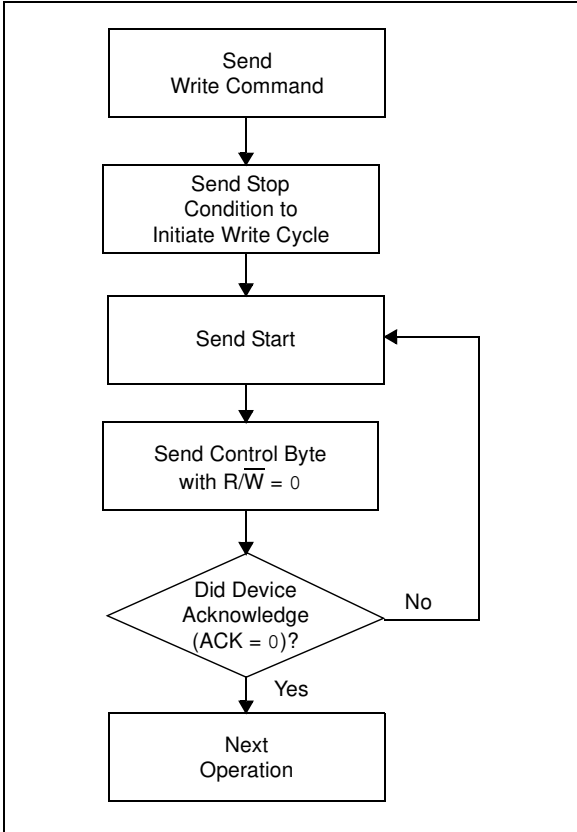 Send
Write Command
Send Stop
Condition to
Initiate Write Cycle
Send Start
Send Control Byte
with R/W̅ = 0
Did Device
Acknowledge
(ACK = 0)?
No
Yes
Next
Operation